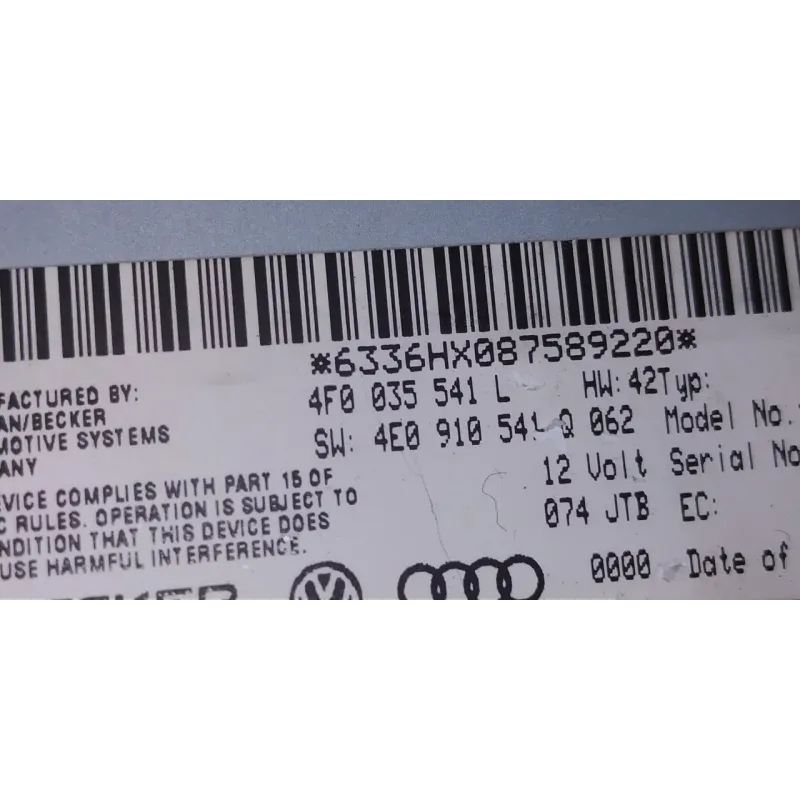 *6336HX087589220*
FACTURED BY:
AN/BECKER
MOTIVE SYSTEMS
ANY
4F0 035 541 L HW: 42 Typ:
SW: 4E0 910 541 Q 062 Model No.
12 Volt Serial No
074 JTB EC:
0000 Date of
EVICE COMPLIES WITH PART 15 OF
C RULES. OPERATION IS SUBJECT TO
NDITION THAT THIS DEVICE DOES
USE HARMFUL INTERFERENCE.